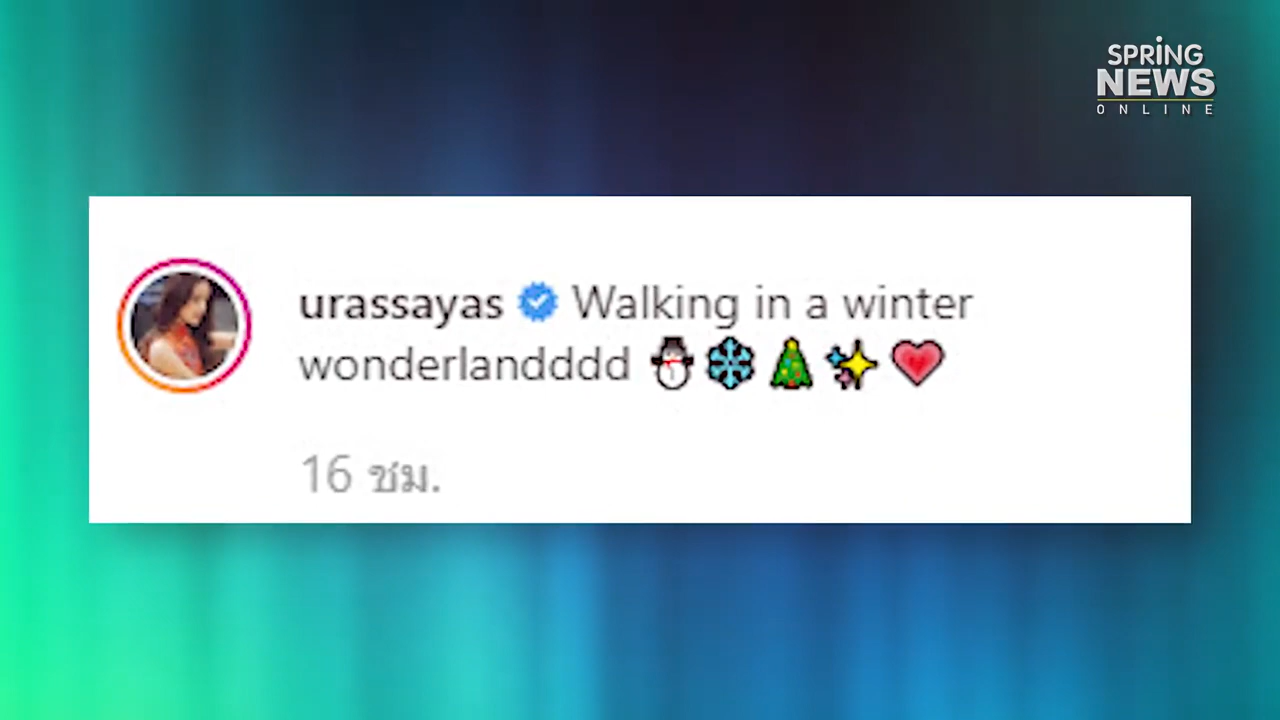 SPRING
NEWS
ONLINE
urassayas Walking in a winter
wonderlandddd ⛄❄🎄✨❤
16 ชม.